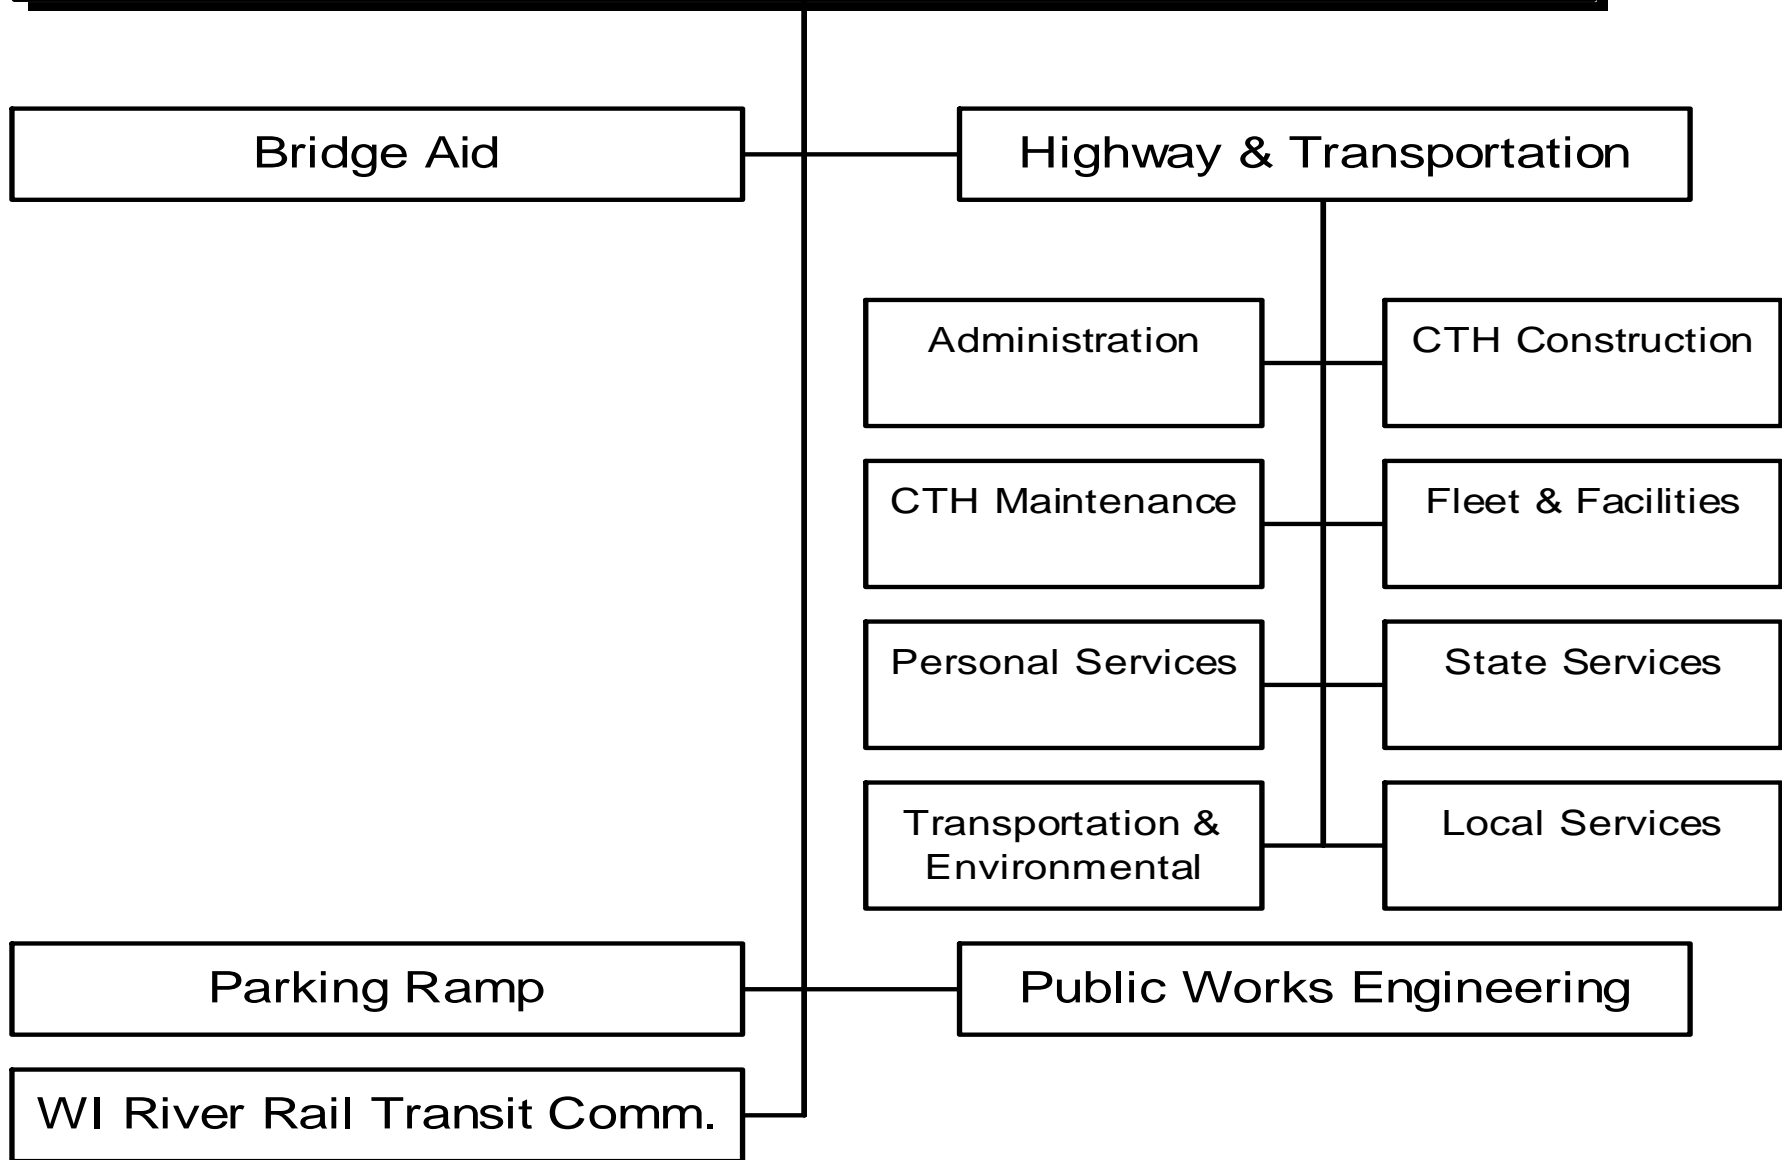 Bridge Aid
Highway & Transportation
Administration
CTH Construction
CTH Maintenance
Fleet & Facilities
Personal Services
State Services
Transportation &
Environmental
Local Services
Parking Ramp
Public Works Engineering
WI River Rail Transit Comm.